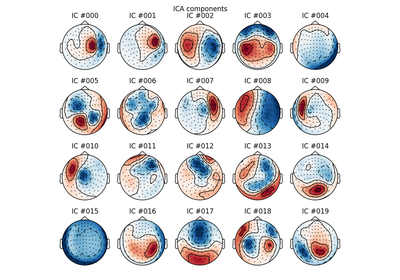 ICA components
IC #000 IC #001 IC #002 IC #003 IC #004
IC #005 IC #006 IC #007 IC #008 IC #009
IC #010 IC #011 IC #012 IC #013 IC #014
IC #015 IC #016 IC #017 IC #018 IC #019